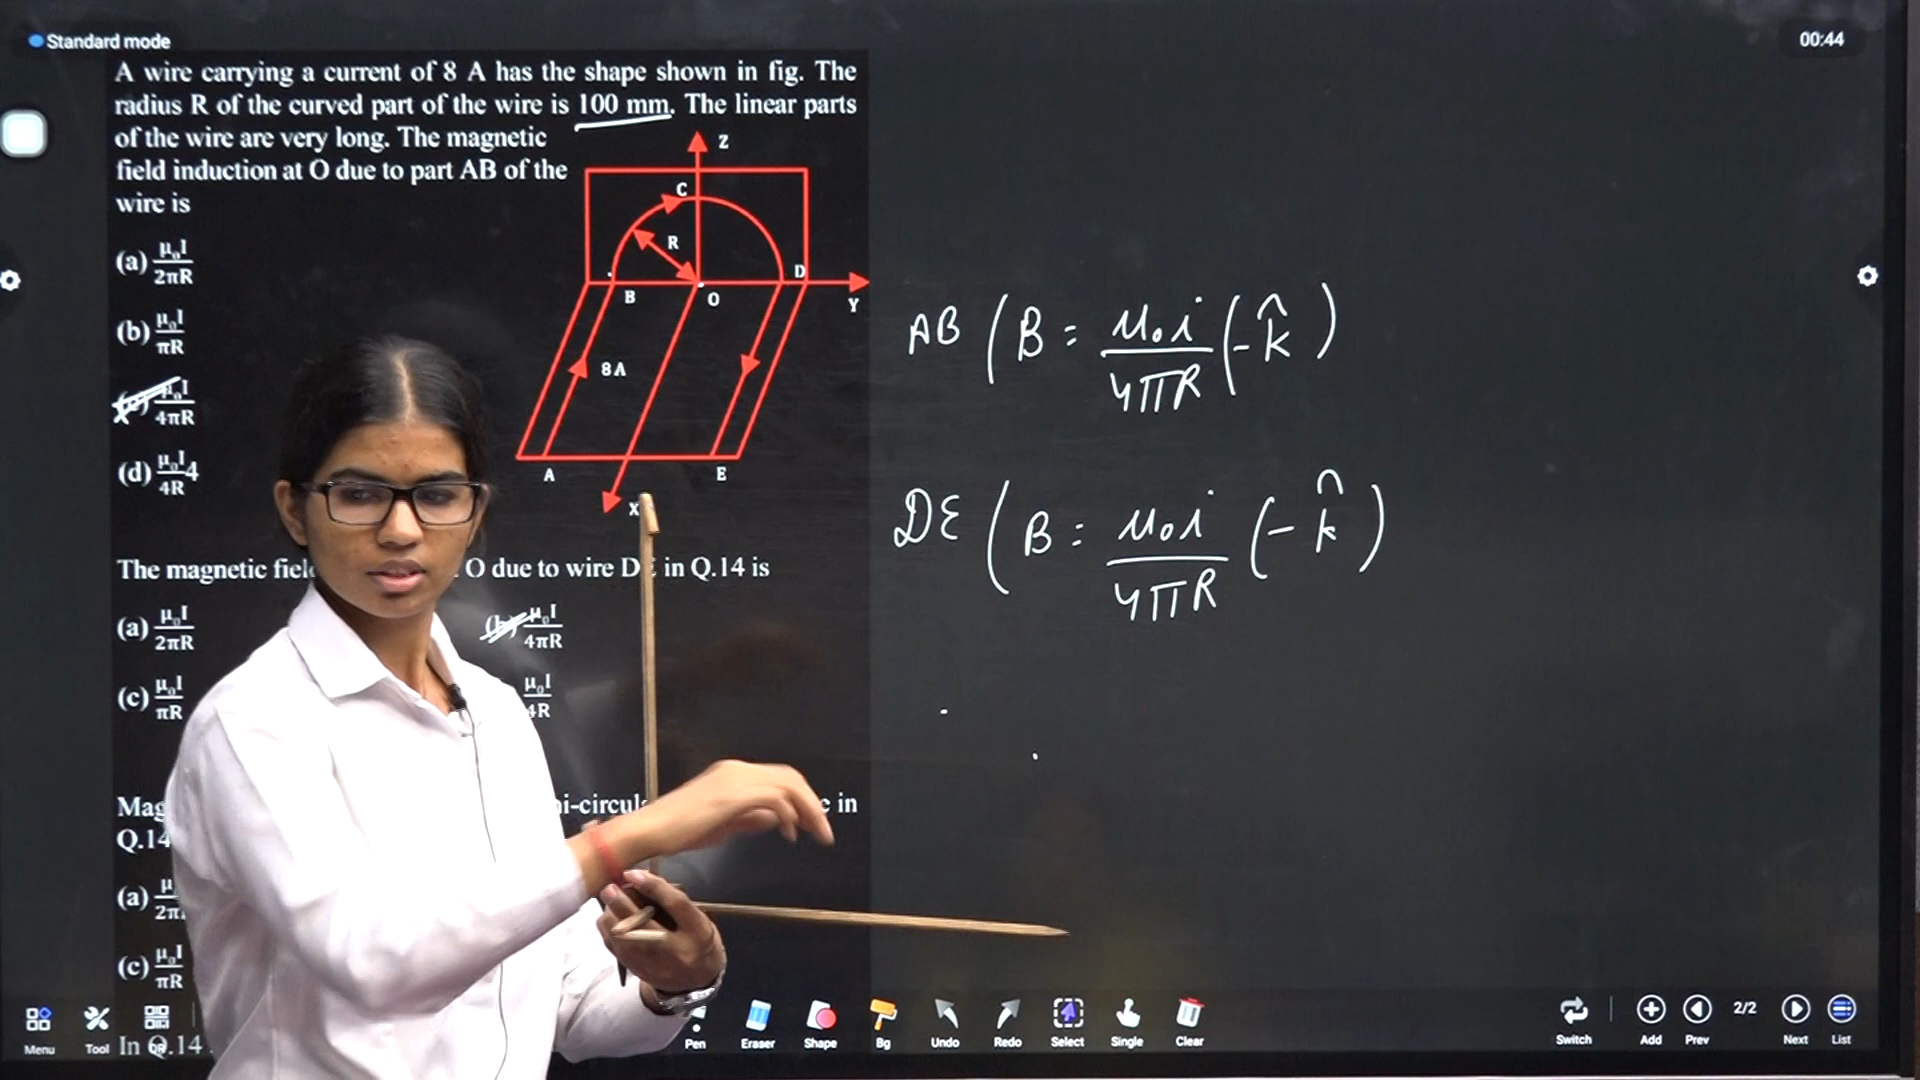 Standard mode
00:44
A wire carrying a current of 8 A has the shape shown in fig. The
radius R of the curved part of the wire is 100 mm. The linear parts
of the wire are very long. The magnetic
field induction at O due to part AB of the
wire is
(a) μ₀I/2πR
(b) μ₀I/πR
(c) μ₀I/4πR
(d) μ₀I/4R 4
Z
C
R
D
B
O
Y
8A
A
E
X
AB ( B = μ₀i/4πR (-k̂)
DE ( B = μ₀i/4πR (-k̂)
The magnetic O due to wire DE in Q.14 is
(a) μ₀I/2πR
(b) μ₀I/4πR
(c) μ₀I/πR
μ₀I/4R
in
Q.14
(a)
(c) μ₀I/πR
In Q.14
Menu
Tool
QR
Pen
Eraser
Shape
Bg
Undo
Redo
Select
Single
Clear
Switch
Add
Prev
2/2
Next
List